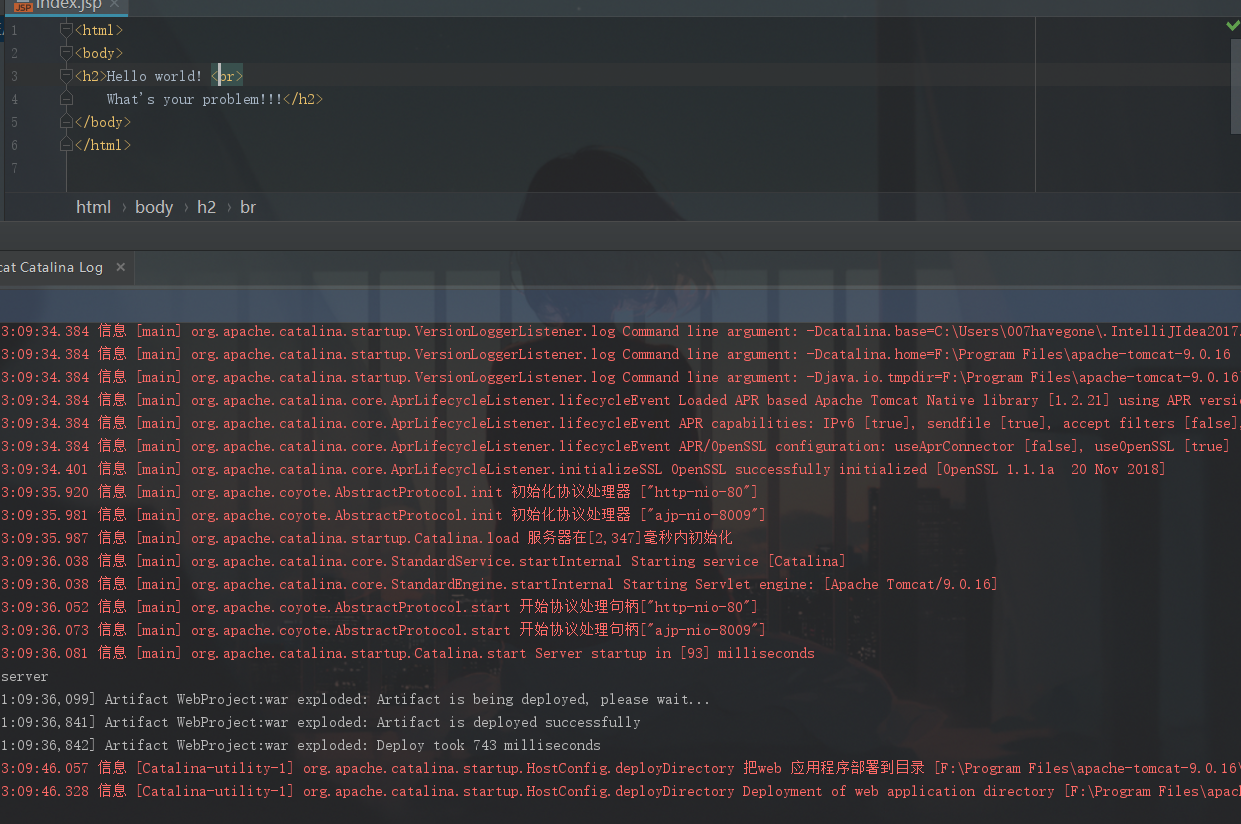 JSP index.jsp ×
1 <html>
2 <body>
3 <h2>Hello world! <br>
4 What's your problem!!!</h2>
5 </body>
6 </html>
7
html › body › h2 › br
cat Catalina Log ×
3:09:34.384 信息 [main] org.apache.catalina.startup.VersionLoggerListener.log Command line argument: -Dcatalina.base=C:\Users\007havegone\.IntelliJIdea2017.
3:09:34.384 信息 [main] org.apache.catalina.startup.VersionLoggerListener.log Command line argument: -Dcatalina.home=F:\Program Files\apache-tomcat-9.0.16
3:09:34.384 信息 [main] org.apache.catalina.startup.VersionLoggerListener.log Command line argument: -Djava.io.tmpdir=F:\Program Files\apache-tomcat-9.0.16
3:09:34.384 信息 [main] org.apache.catalina.core.AprLifecycleListener.lifecycleEvent Loaded APR based Apache Tomcat Native library [1.2.21] using APR versi
3:09:34.384 信息 [main] org.apache.catalina.core.AprLifecycleListener.lifecycleEvent APR capabilities: IPv6 [true], sendfile [true], accept filters [false],
3:09:34.384 信息 [main] org.apache.catalina.core.AprLifecycleListener.lifecycleEvent APR/OpenSSL configuration: useAprConnector [false], useOpenSSL [true]
3:09:34.401 信息 [main] org.apache.catalina.core.AprLifecycleListener.initializeSSL OpenSSL successfully initialized [OpenSSL 1.1.1a  20 Nov 2018]
3:09:35.920 信息 [main] org.apache.coyote.AbstractProtocol.init 初始化协议处理器 ["http-nio-80"]
3:09:35.981 信息 [main] org.apache.coyote.AbstractProtocol.init 初始化协议处理器 ["ajp-nio-8009"]
3:09:35.987 信息 [main] org.apache.catalina.startup.Catalina.load 服务器在[2,347]毫秒内初始化
3:09:36.038 信息 [main] org.apache.catalina.core.StandardService.startInternal Starting service [Catalina]
3:09:36.038 信息 [main] org.apache.catalina.core.StandardEngine.startInternal Starting Servlet engine: [Apache Tomcat/9.0.16]
3:09:36.052 信息 [main] org.apache.coyote.AbstractProtocol.start 开始协议处理句柄["http-nio-80"]
3:09:36.073 信息 [main] org.apache.coyote.AbstractProtocol.start 开始协议处理句柄["ajp-nio-8009"]
3:09:36.081 信息 [main] org.apache.catalina.startup.Catalina.start Server startup in [93] milliseconds
server
1:09:36,099] Artifact WebProject:war exploded: Artifact is being deployed, please wait...
1:09:36,841] Artifact WebProject:war exploded: Artifact is deployed successfully
1:09:36,842] Artifact WebProject:war exploded: Deploy took 743 milliseconds
3:09:46.057 信息 [Catalina-utility-1] org.apache.catalina.startup.HostConfig.deployDirectory 把web 应用程序部署到目录 [F:\Program Files\apache-tomcat-9.0.16\
3:09:46.328 信息 [Catalina-utility-1] org.apache.catalina.startup.HostConfig.deployDirectory Deployment of web application directory [F:\Program Files\apac